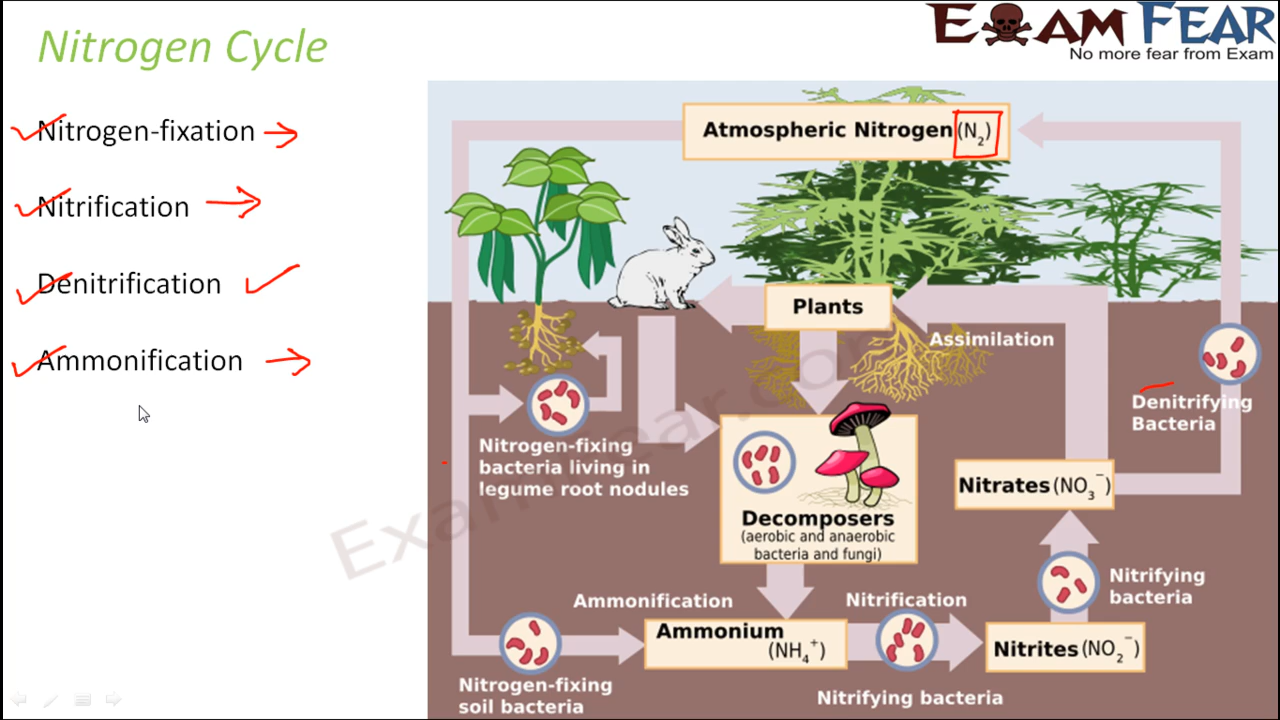 Nitrogen Cycle
EXAM FEAR
No more fear from Exam
Nitrogen-fixation
Nitrification
Denitrification
Ammonification
Atmospheric Nitrogen (N₂)
Plants
Assimilation
Denitrifying
Bacteria
Nitrogen-fixing
bacteria living in
legume root nodules
Decomposers
(aerobic and anaerobic
bacteria and fungi)
Nitrates (NO₃⁻)
Nitrifying
bacteria
Ammonification
Nitrification
Ammonium
(NH₄⁺)
Nitrites (NO₂⁻)
Nitrogen-fixing
soil bacteria
Nitrifying bacteria
ExamFear.com